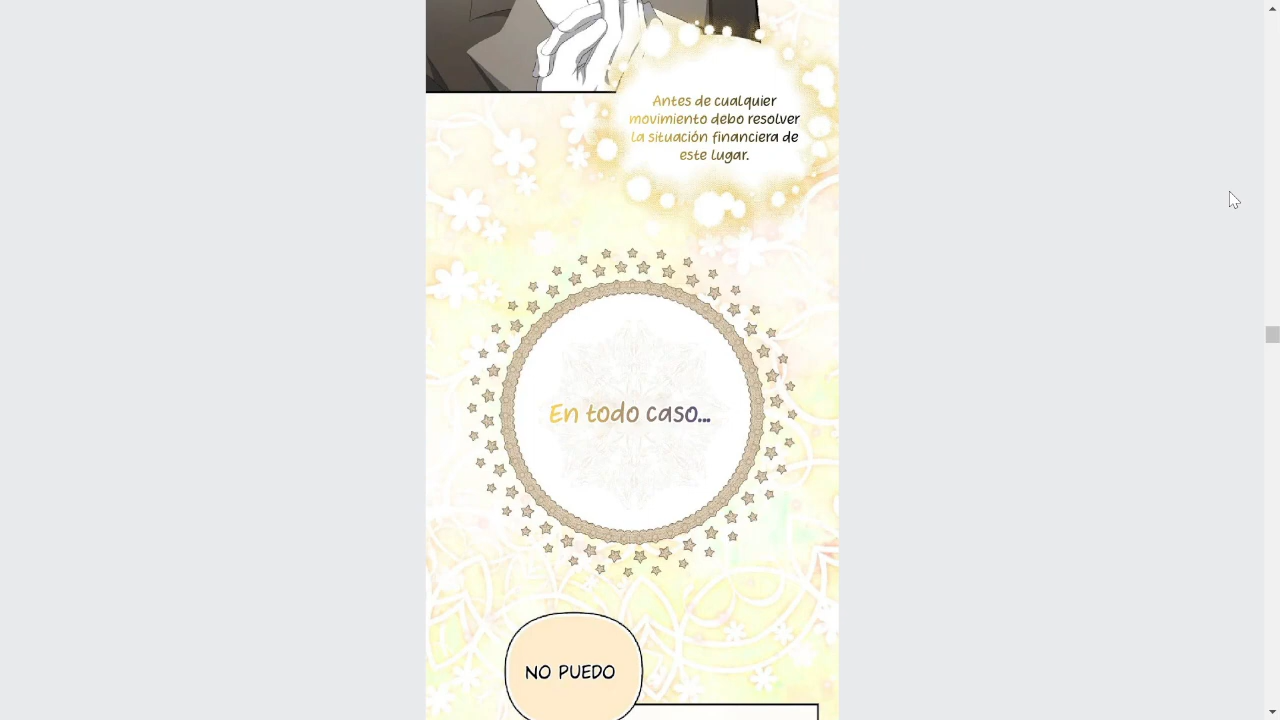 Antes de cualquier
movimiento debo resolver
la situación financiera de
este lugar.
En todo caso...
NO PUEDO